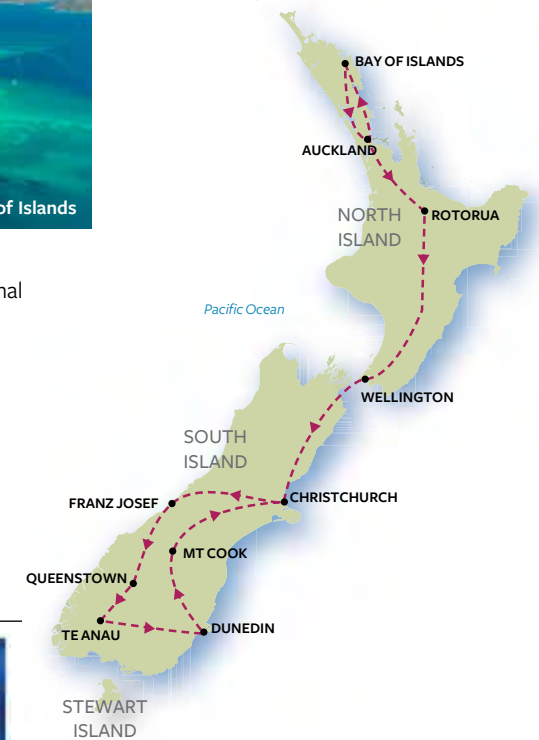 of Islands
nal
BAY OF ISLANDS
AUCKLAND
NORTH
ISLAND
ROTORUA
Pacific Ocean
WELLINGTON
SOUTH
ISLAND
FRANZ JOSEF
CHRISTCHURCH
MT COOK
QUEENSTOWN
TE ANAU
DUNEDIN
STEWART
ISLAND